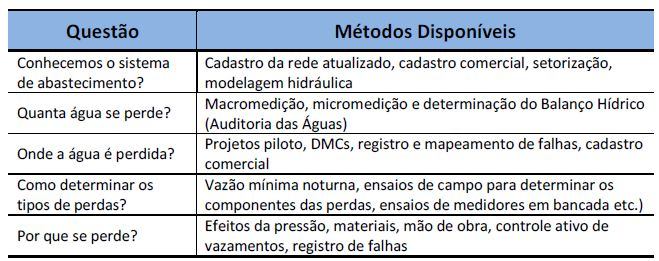 Questão Métodos Disponíveis
Conhecemos o sistema de abastecimento? Cadastro da rede atualizado, cadastro comercial, setorização,
modelagem hidráulica
Quanta água se perde? Macromedição, micromedição e determinação do Balanço Hídrico
(Auditoria das Águas)
Onde a água é perdida? Projetos piloto, DMCs, registro e mapeamento de falhas, cadastro
comercial
Como determinar os
tipos de perdas? Vazão mínima noturna, ensaios de campo para determinar os
componentes das perdas, ensaios de medidores em bancada etc.)
Por que se perde? Efeitos da pressão, materiais, mão de obra, controle ativo de
vazamentos, registro de falhas